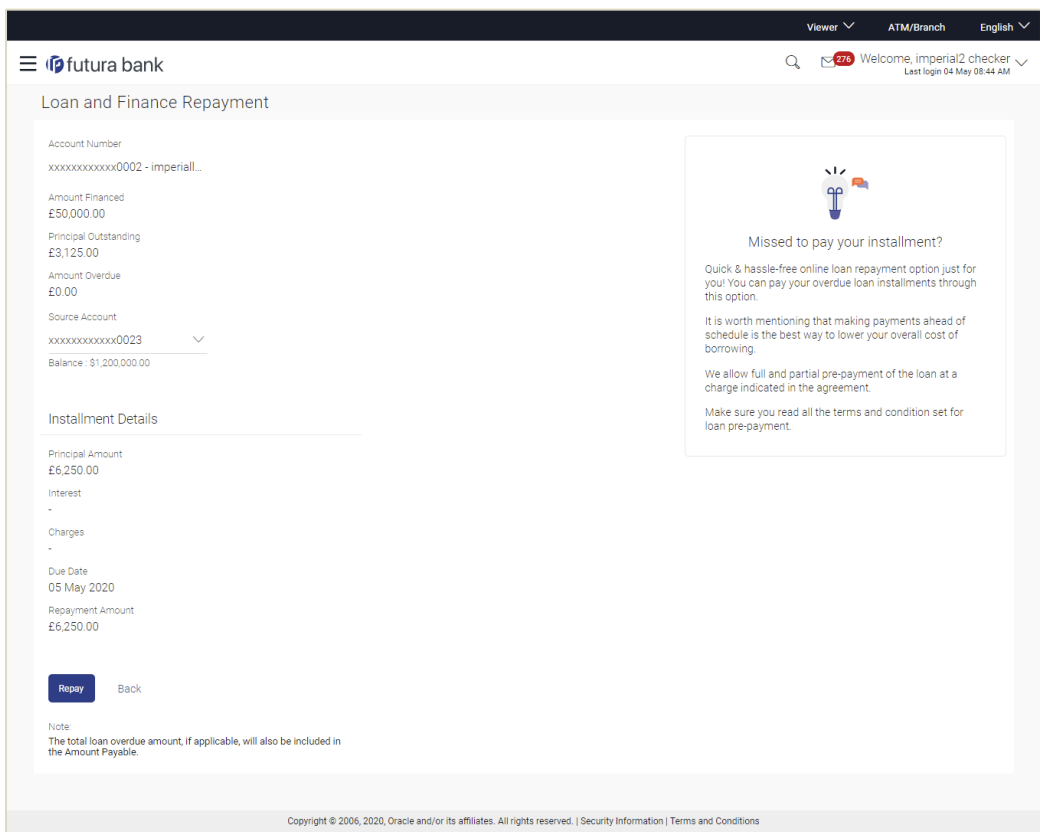 Viewer ATM/Branch English
futura bank
276 Welcome, imperial2 checker
Last login 04 May 08:44 AM
Loan and Finance Repayment
Account Number
xxxxxxxxxxxx0002 - imperiall...
Amount Financed
£50,000.00
Principal Outstanding
£3,125.00
Amount Overdue
£0.00
Source Account
xxxxxxxxxxxx0023
Balance : $1,200,000.00
Installment Details
Principal Amount
£6,250.00
Interest
-
Charges
-
Due Date
05 May 2020
Repayment Amount
£6,250.00
Repay Back
Note:
The total loan overdue amount, if applicable, will also be included in
the Amount Payable.
Missed to pay your installment?
Quick & hassle-free online loan repayment option just for
you! You can pay your overdue loan installments through
this option.
It is worth mentioning that making payments ahead of
schedule is the best way to lower your overall cost of
borrowing.
We allow full and partial pre-payment of the loan at a
charge indicated in the agreement.
Make sure you read all the terms and condition set for
loan pre-payment.
Copyright © 2006, 2020, Oracle and/or its affiliates. All rights reserved. | Security Information | Terms and Conditions